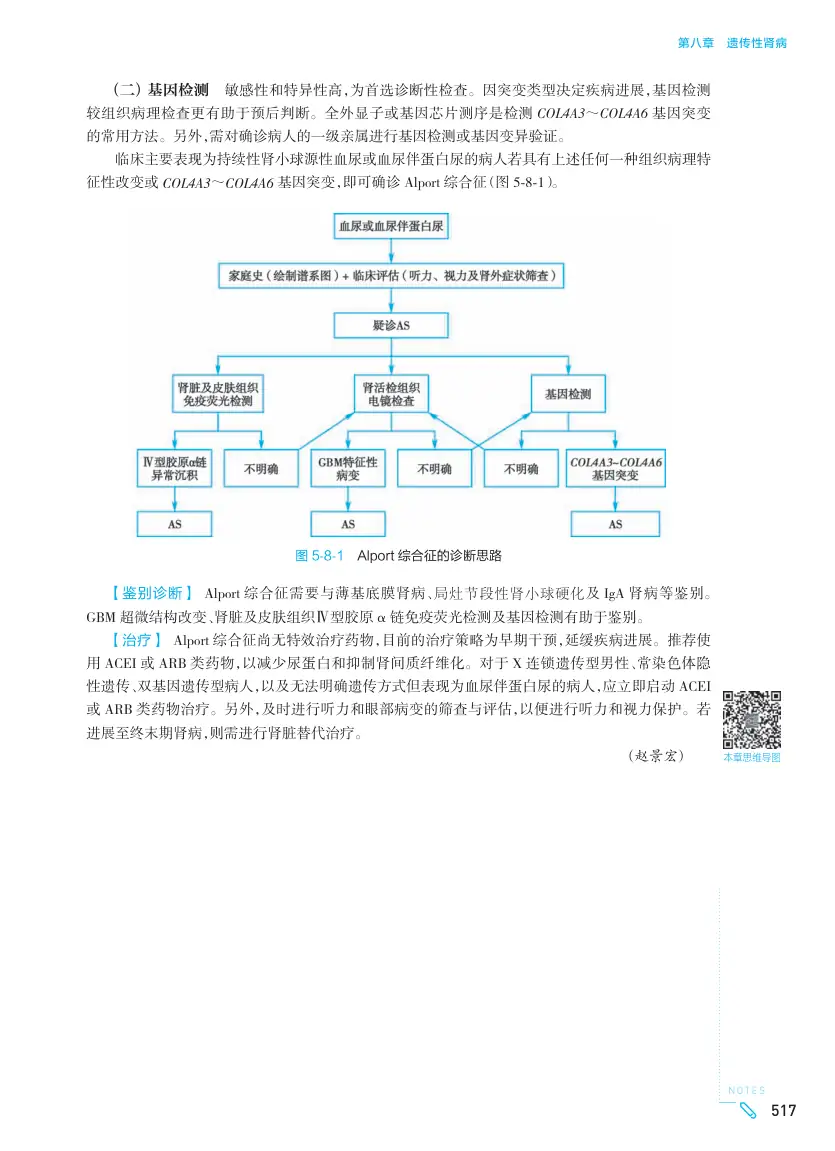 第八章 遗传性肾病
(二) 基因检测 敏感性和特异性高,为首选诊断性检查。因突变类型决定疾病进展,基因检测
较组织病理检查更有助于预后判断。全外显子或基因芯片测序是检测 COL4A3~COL4A6 基因突变
的常用方法。另外,需对确诊病人的一级亲属进行基因检测或基因变异验证。
临床主要表现为持续性肾小球源性血尿或血尿伴蛋白尿的病人若具有上述任何一种组织病理特
征性改变或 COL4A3~COL4A6 基因突变,即可确诊 Alport 综合征(图 5-8-1)。
血尿或血尿伴蛋白尿
家庭史(绘制谱系图)+ 临床评估(听力、视力及肾外症状筛查)
疑诊AS
肾脏及皮肤组织
免疫荧光检测
肾活检组织
电镜检查
基因检测
Ⅳ型胶原α链
异常沉积
不明确
GBM特征性
病变
不明确
不明确
COL4A3~COL4A6
基因突变
AS
AS
AS
图 5-8-1 Alport 综合征的诊断思路
【鉴别诊断】 Alport 综合征需要与薄基底膜肾病、局灶节段性肾小球硬化及 IgA 肾病等鉴别。
GBM 超微结构改变、肾脏及皮肤组织Ⅳ型胶原 α 链免疫荧光检测及基因检测有助于鉴别。
【治疗】 Alport 综合征尚无特效治疗药物,目前的治疗策略为早期干预,延缓疾病进展。推荐使
用 ACEI 或 ARB 类药物,以减少尿蛋白和抑制肾间质纤维化。对于 X 连锁遗传型男性、常染色体隐
性遗传、双基因遗传型病人,以及无法明确遗传方式但表现为血尿伴蛋白尿的病人,应立即启动 ACEI
或 ARB 类药物治疗。另外,及时进行听力和眼部病变的筛查与评估,以便进行听力和视力保护。若
进展至终末期肾病,则需进行肾脏替代治疗。
(赵景宏)
本章思维导图
NOTES
517